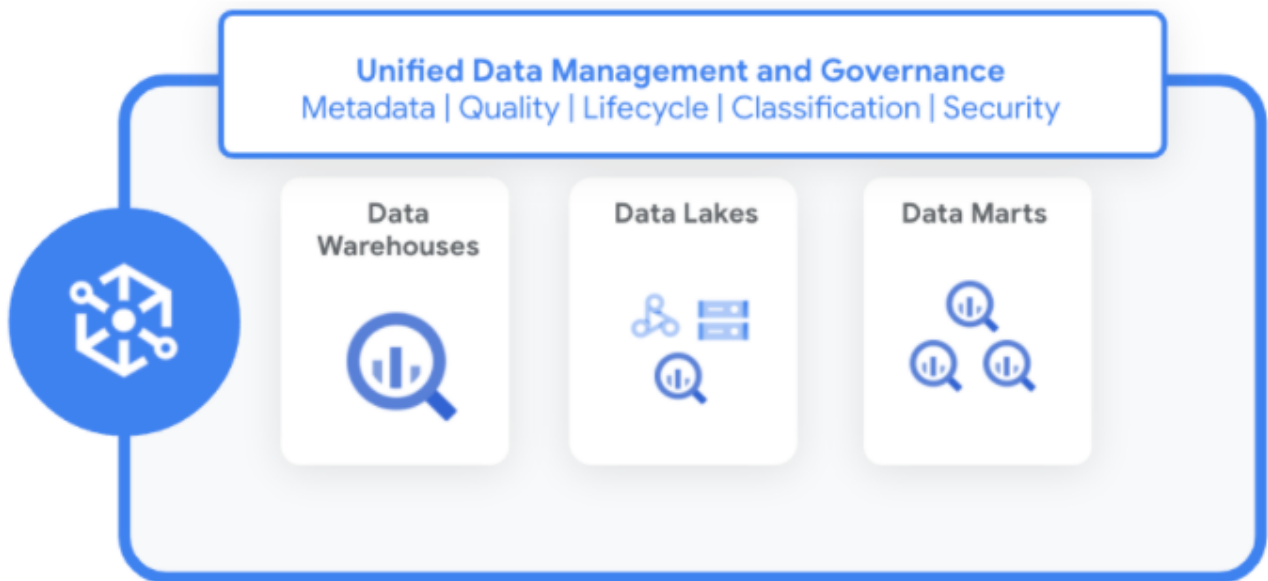 Unified Data Management and Governance
Metadata | Quality | Lifecycle | Classification | Security
Data
Warehouses
Data Lakes
Data Marts